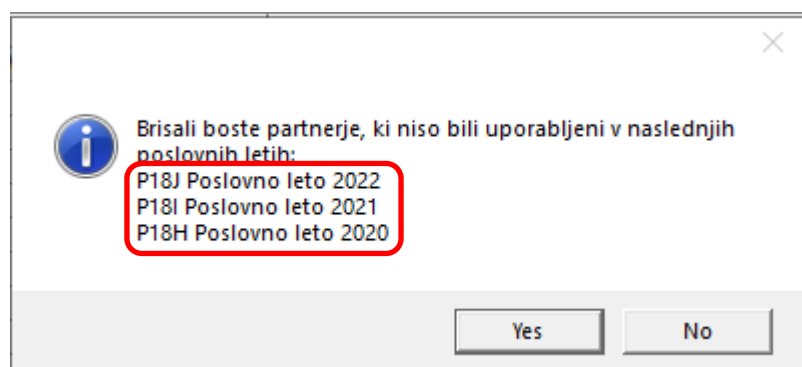 Brisali boste partnerje, ki niso bili uporabljeni v naslednjih
poslovnih letih:
P18J Poslovno leto 2022
P18I Poslovno leto 2021
P18H Poslovno leto 2020
Yes
No